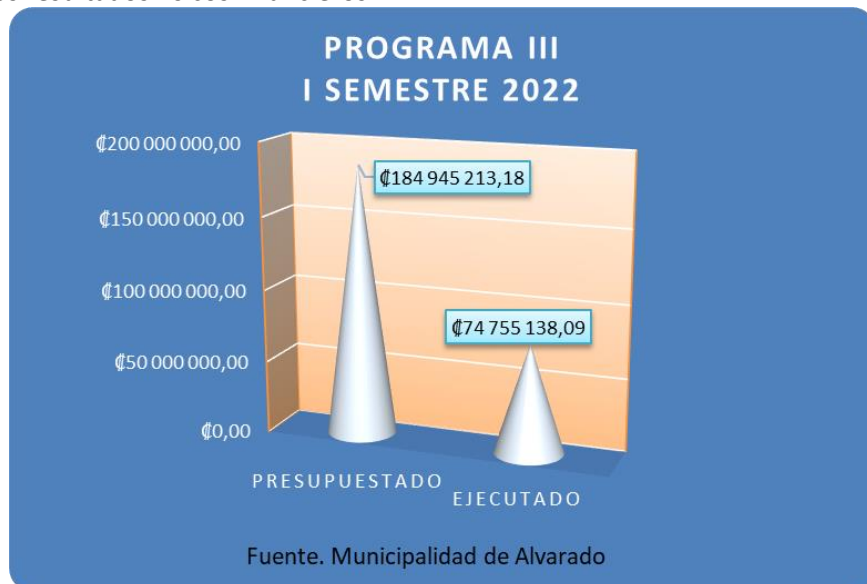 PROGRAMA III
I SEMESTRE 2022
₡200 000 000,00
₡184 945 213,18
₡150 000 000,00
₡100 000 000,00
₡74 755 138,09
₡50 000 000,00
₡0,00
PRESUPUESTADO
EJECUTADO
Fuente. Municipalidad de Alvarado